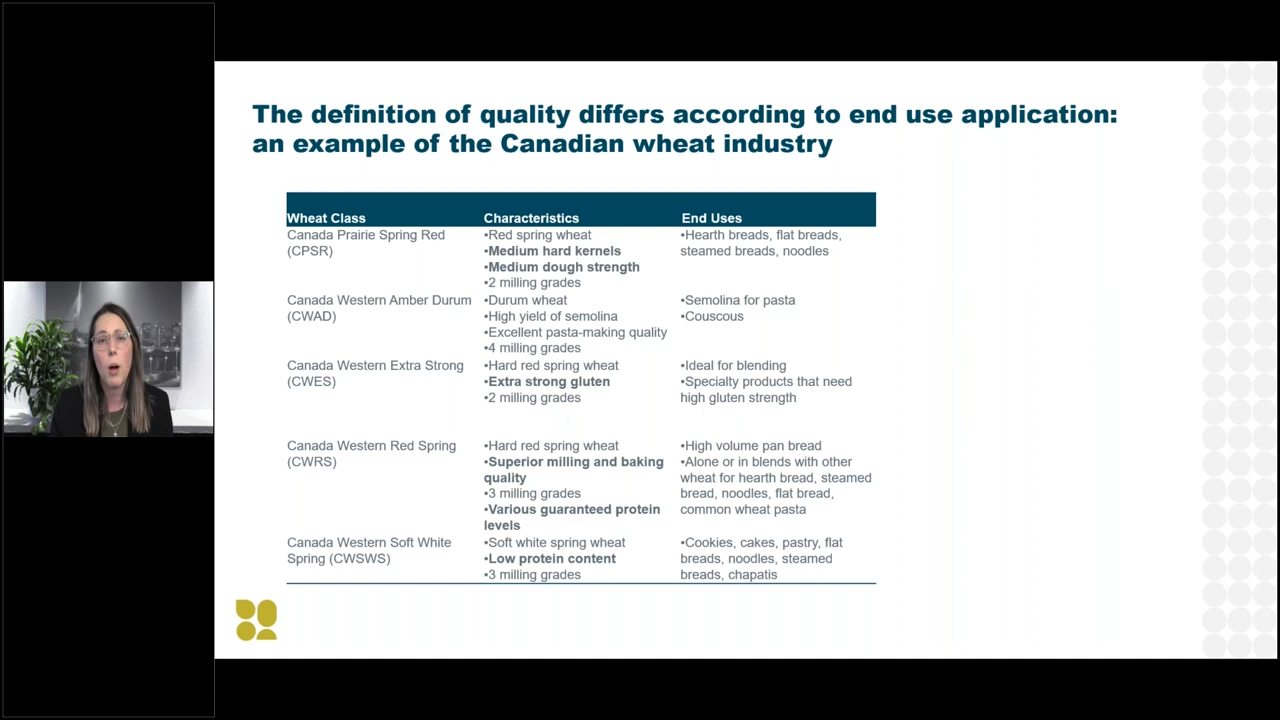 The definition of quality differs according to end use application:
an example of the Canadian wheat industry
Wheat Class Characteristics End Uses
Canada Prairie Spring Red
(CPSR)
•Red spring wheat
•Medium hard kernels
•Medium dough strength
•2 milling grades
•Hearth breads, flat breads,
steamed breads, noodles
Canada Western Amber Durum
(CWAD)
•Durum wheat
•High yield of semolina
•Excellent pasta-making quality
•4 milling grades
•Semolina for pasta
•Couscous
Canada Western Extra Strong
(CWES)
•Hard red spring wheat
•Extra strong gluten
•2 milling grades
•Ideal for blending
•Specialty products that need
high gluten strength
Canada Western Red Spring
(CWRS)
•Hard red spring wheat
•Superior milling and baking
quality
•3 milling grades
•Various guaranteed protein
levels
•High volume pan bread
•Alone or in blends with other
wheat for hearth bread, steamed
bread, noodles, flat bread,
common wheat pasta
Canada Western Soft White
Spring (CWSWS)
•Soft white spring wheat
•Low protein content
•3 milling grades
•Cookies, cakes, pastry, flat
breads, noodles, steamed
breads, chapatis